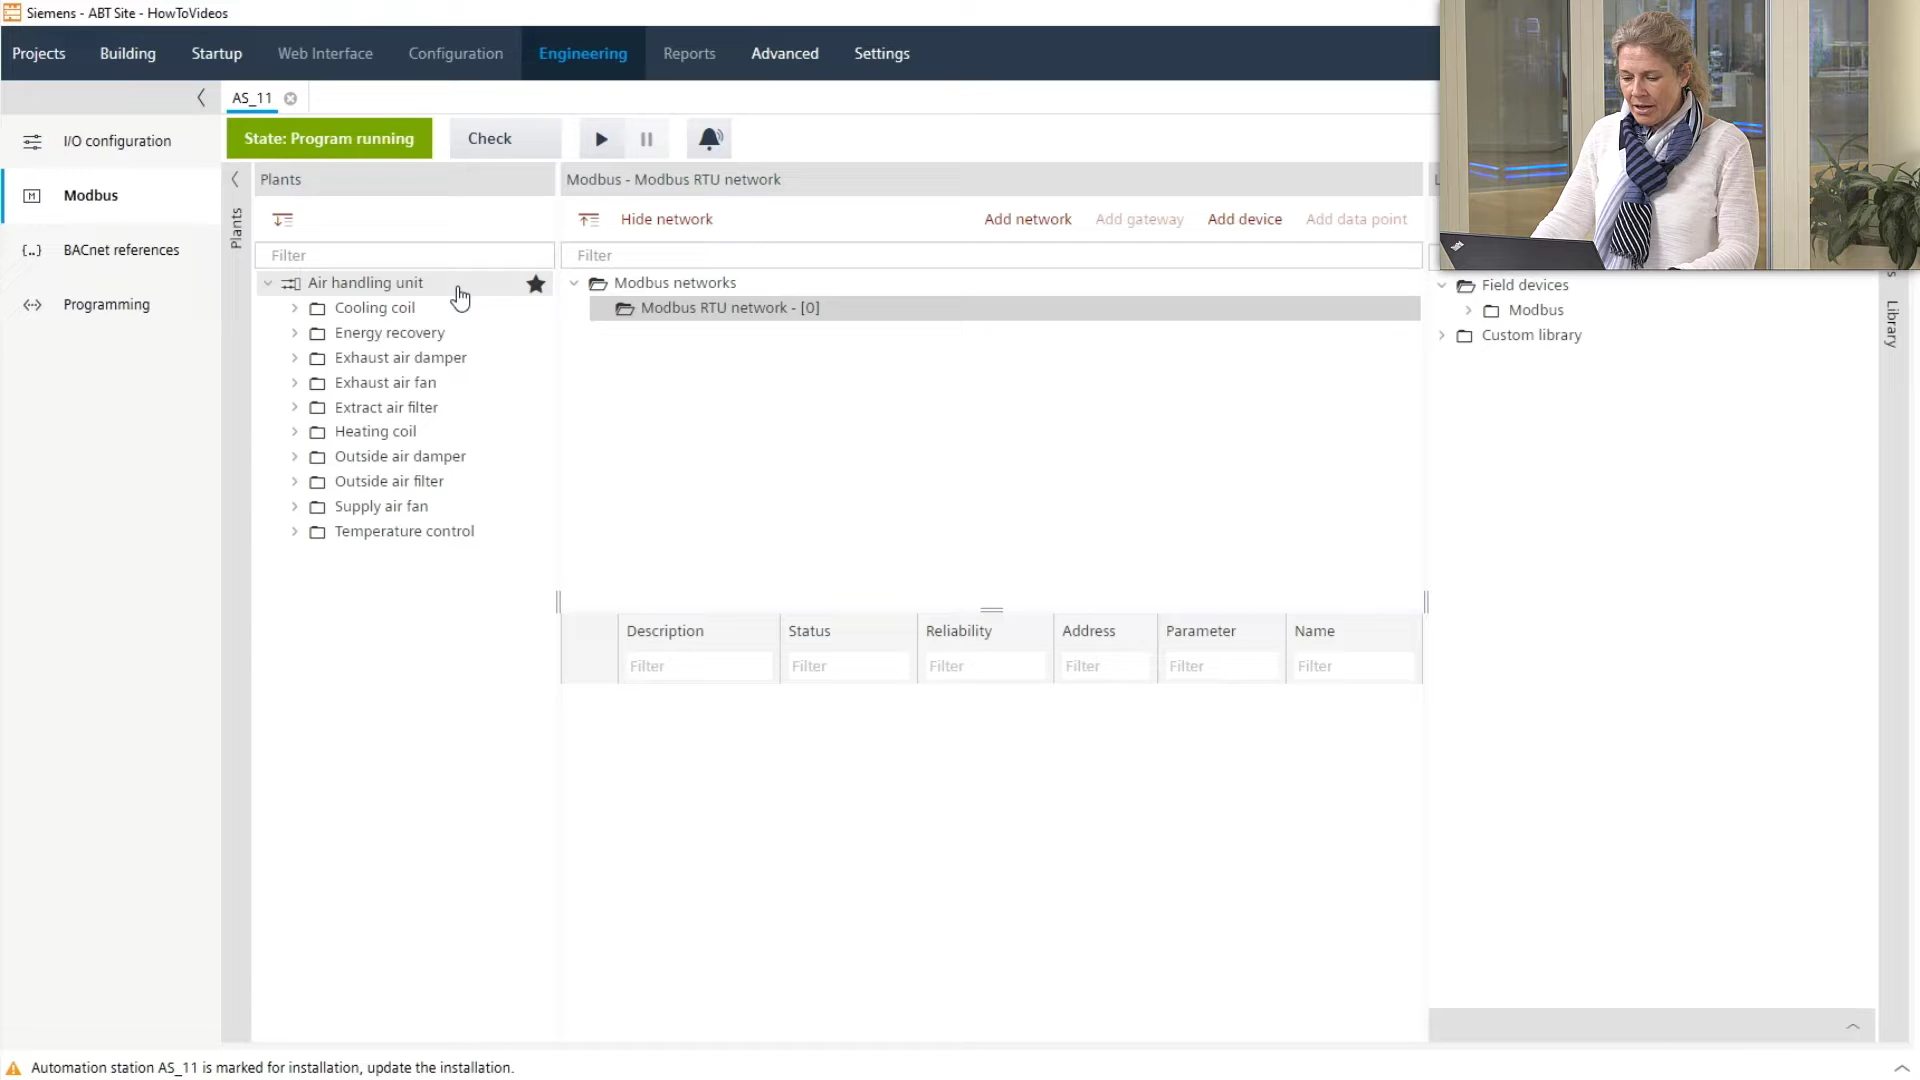 Siemens - ABT Site - HowToVideos
Projects Building Startup Web Interface Configuration Engineering Reports Advanced Settings
AS_11
I/O configuration
Modbus
BACnet references
Programming
State: Program running Check
Plants
Plants
Filter
Air handling unit
Cooling coil
Energy recovery
Exhaust air damper
Exhaust air fan
Extract air filter
Heating coil
Outside air damper
Outside air filter
Supply air fan
Temperature control
Modbus - Modbus RTU network
Hide network Add network Add gateway Add device Add data point
Filter
Modbus networks
Modbus RTU network - [0]
Description Status Reliability Address Parameter Name
Filter Filter Filter Filter Filter Filter
Field devices
Modbus
Custom library
Library
Automation station AS_11 is marked for installation, update the installation.